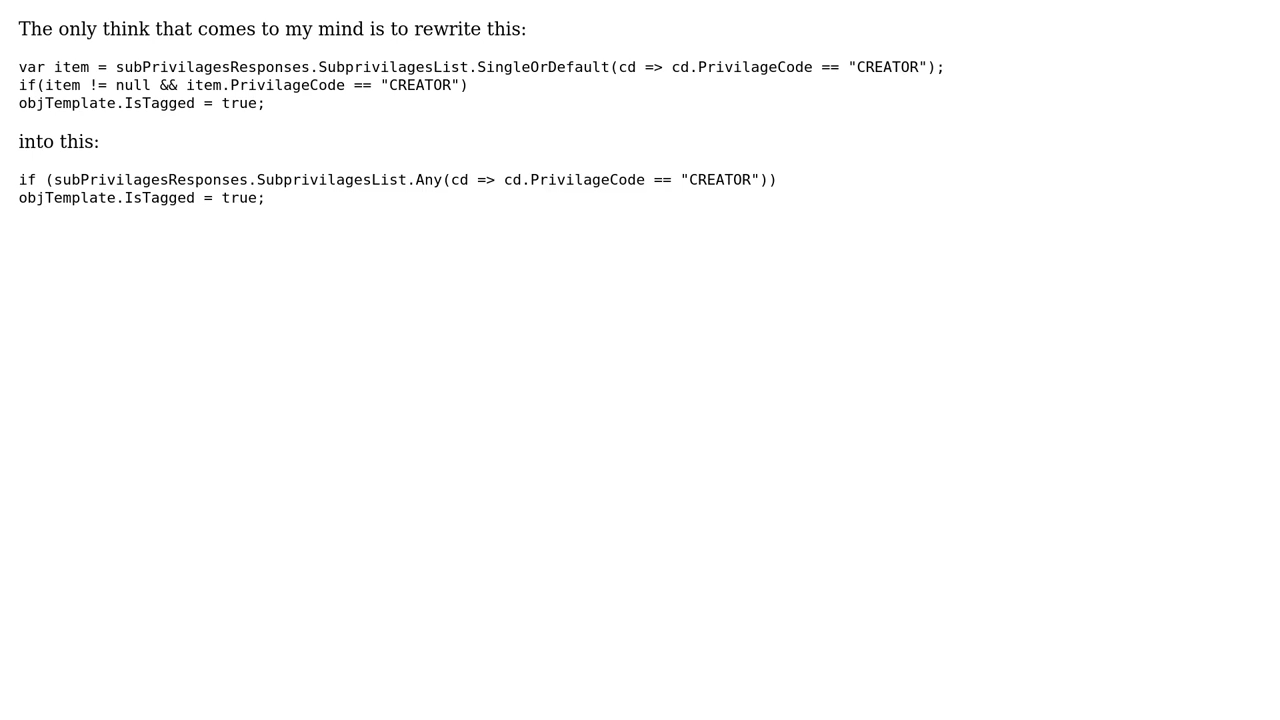 The only think that comes to my mind is to rewrite this:
var item = subPrivilagesResponses.SubprivilagesList.SingleOrDefault(cd => cd.PrivilageCode == "CREATOR");
if(item != null && item.PrivilageCode == "CREATOR")
objTemplate.IsTagged = true;
into this:
if (subPrivilagesResponses.SubprivilagesList.Any(cd => cd.PrivilageCode == "CREATOR"))
objTemplate.IsTagged = true;